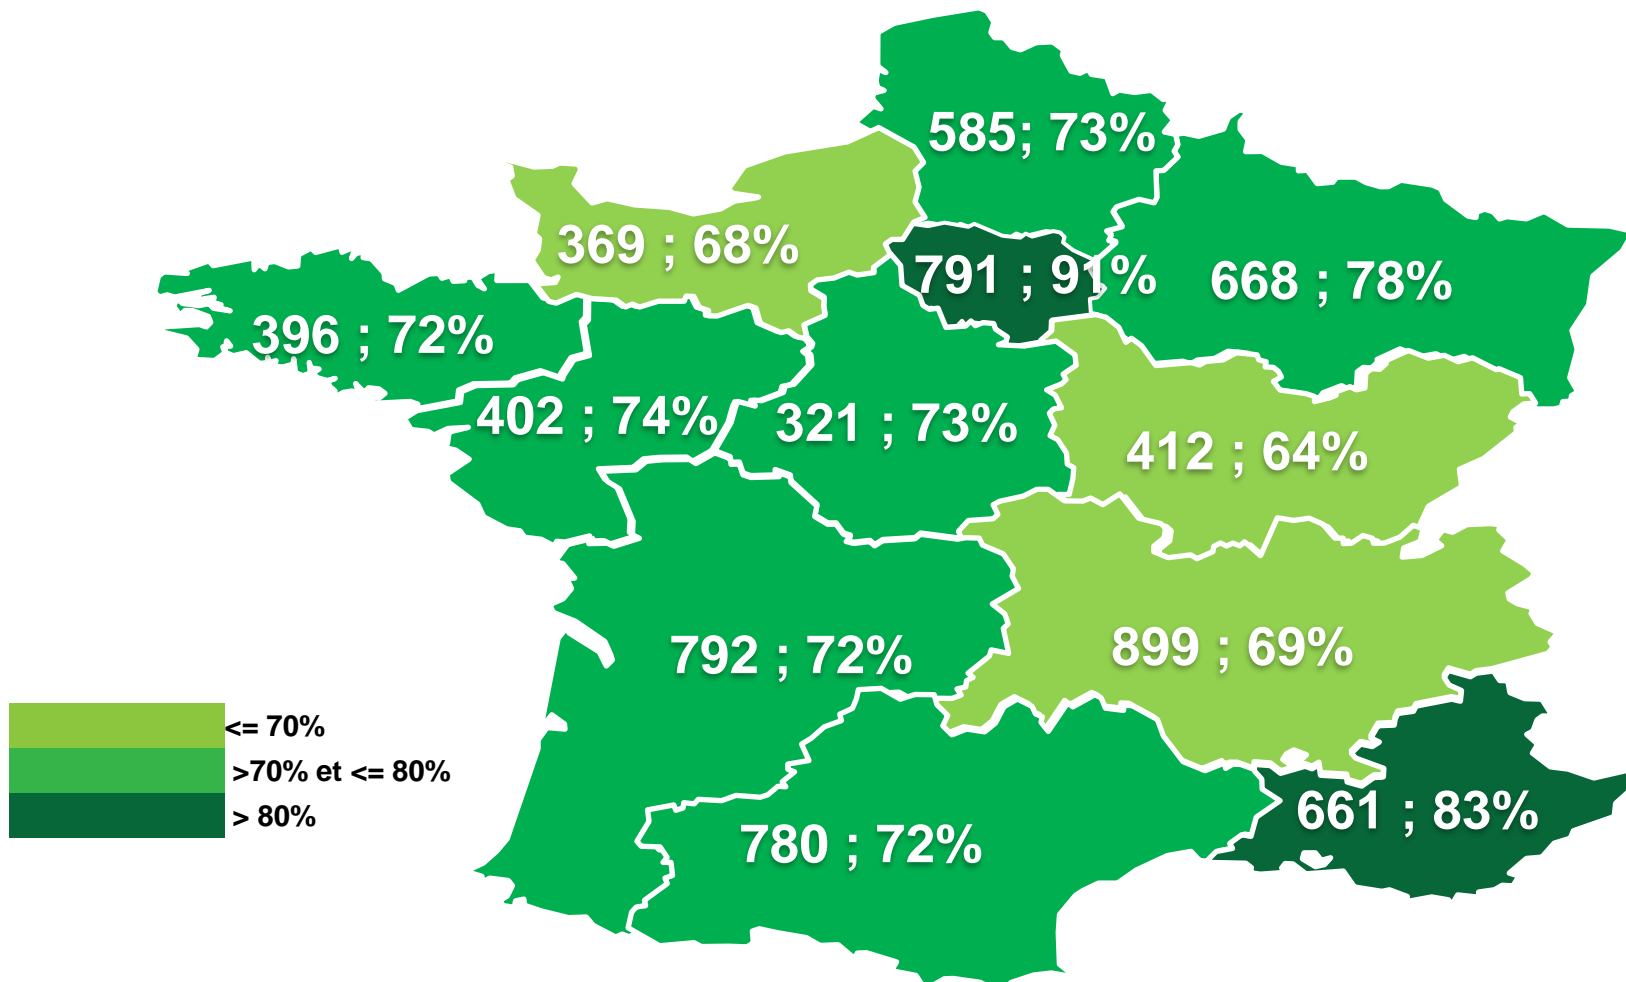 585; 73%
369 ; 68%
791 ; 91%
668 ; 78%
396 ; 72%
402 ; 74%
321 ; 73%
412 ; 64%
792 ; 72%
899 ; 69%
<= 70%
>70% et <= 80%
> 80%
661 ; 83%
780 ; 72%